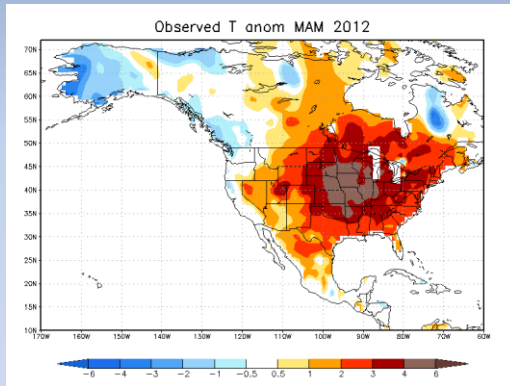 Observed T anom MAM 2012
70N
65N
60N
55N
50N
45N
40N
35N
30N
25N
20N
15N
10N
170W 160W 150W 140W 130W 120W 110W 100W 90W 80W 70W 60W
-6 -4 -3 -2 -1 -0.5 0.5 1 2 3 4 6